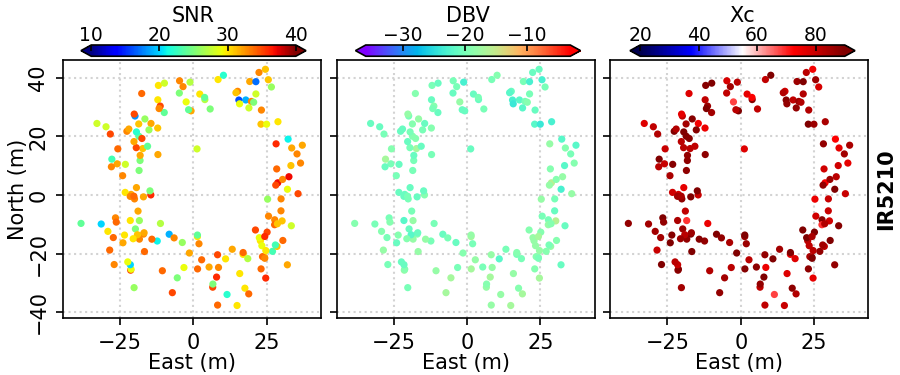 SNR DBV Xc
10 20 30 40 −30 −20 −10 20 40 60 80
40
20
0
−20
−40
North (m)
IR5210
−25 0 25 −25 0 25 −25 0 25
East (m) East (m) East (m)